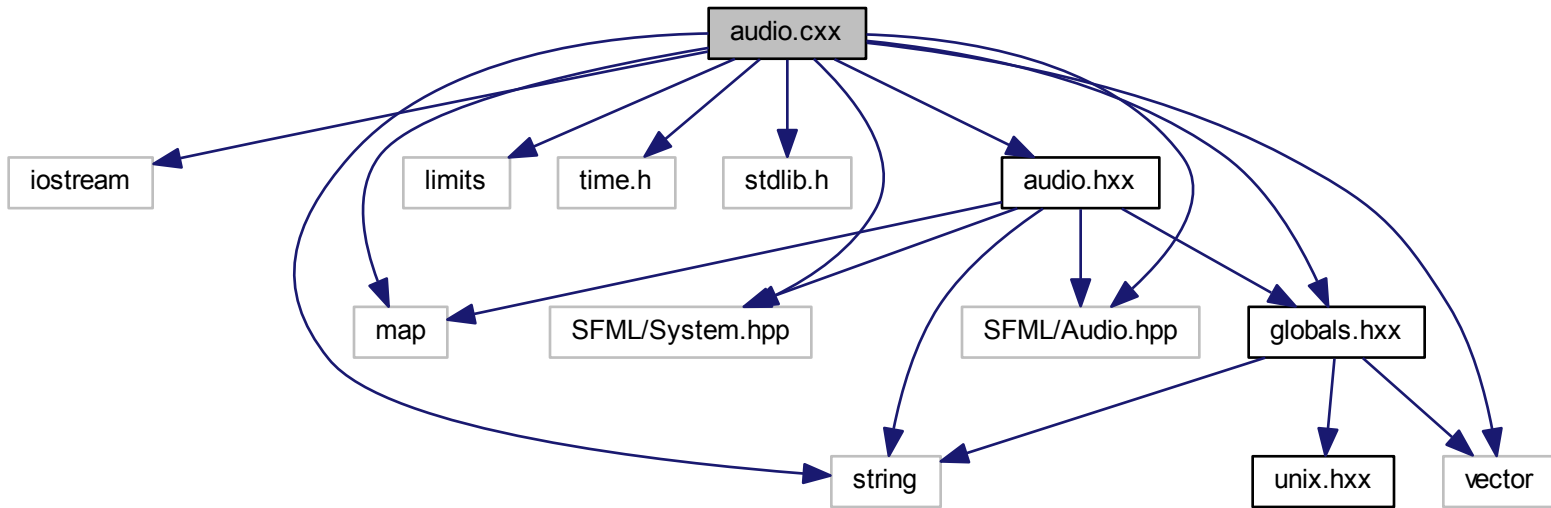 audio.cxx
iostream
limits
time.h
stdlib.h
audio.hxx
map
SFML/System.hpp
SFML/Audio.hpp
globals.hxx
string
unix.hxx
vector